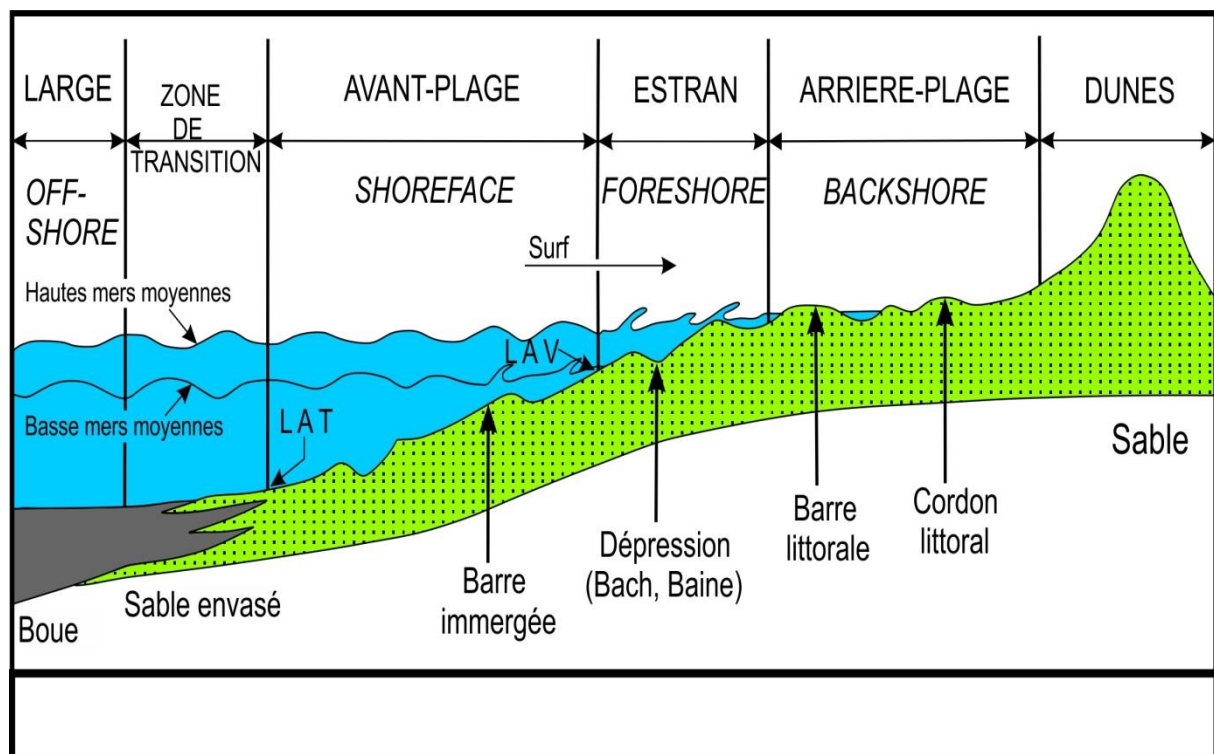 LARGE
ZONE
DE
TRANSITION
AVANT-PLAGE
ESTRAN
ARRIERE-PLAGE
DUNES
OFF-
SHORE
SHOREFACE
FORESHORE
BACKSHORE
Surf
Hautes mers moyennes
LAV
Basse mers moyennes
LAT
Sable
Barre
littorale
Cordon
littoral
Dépression
(Bach, Baine)
Barre
immergée
Sable envasé
Boue